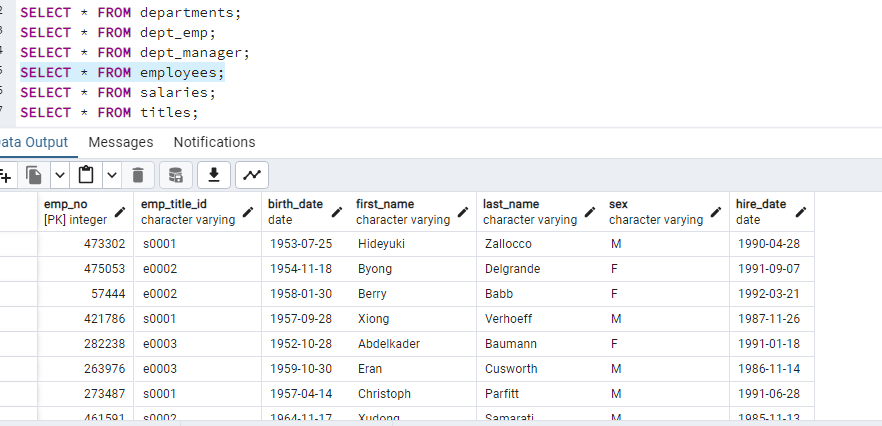 SELECT * FROM departments;
SELECT * FROM dept_emp;
SELECT * FROM dept_manager;
SELECT * FROM employees;
SELECT * FROM salaries;
SELECT * FROM titles;
ata Output Messages Notifications
emp_no emp_title_id birth_date first_name last_name sex hire_date
[PK] integer character varying date character varying character varying character varying date
473302 s0001 1953-07-25 Hideyuki Zallocco M 1990-04-28
475053 e0002 1954-11-18 Byong Delgrande F 1991-09-07
57444 e0002 1958-01-30 Berry Babb F 1992-03-21
421786 s0001 1957-09-28 Xiong Verhoeff M 1987-11-26
282238 e0003 1952-10-28 Abdelkader Baumann F 1991-01-18
263976 e0003 1959-10-30 Eran Cusworth M 1986-11-14
273487 s0001 1957-04-14 Christoph Parfitt M 1991-06-28
461591 s0002 1964-11-17 Xudong Samarati M 1985-11-13